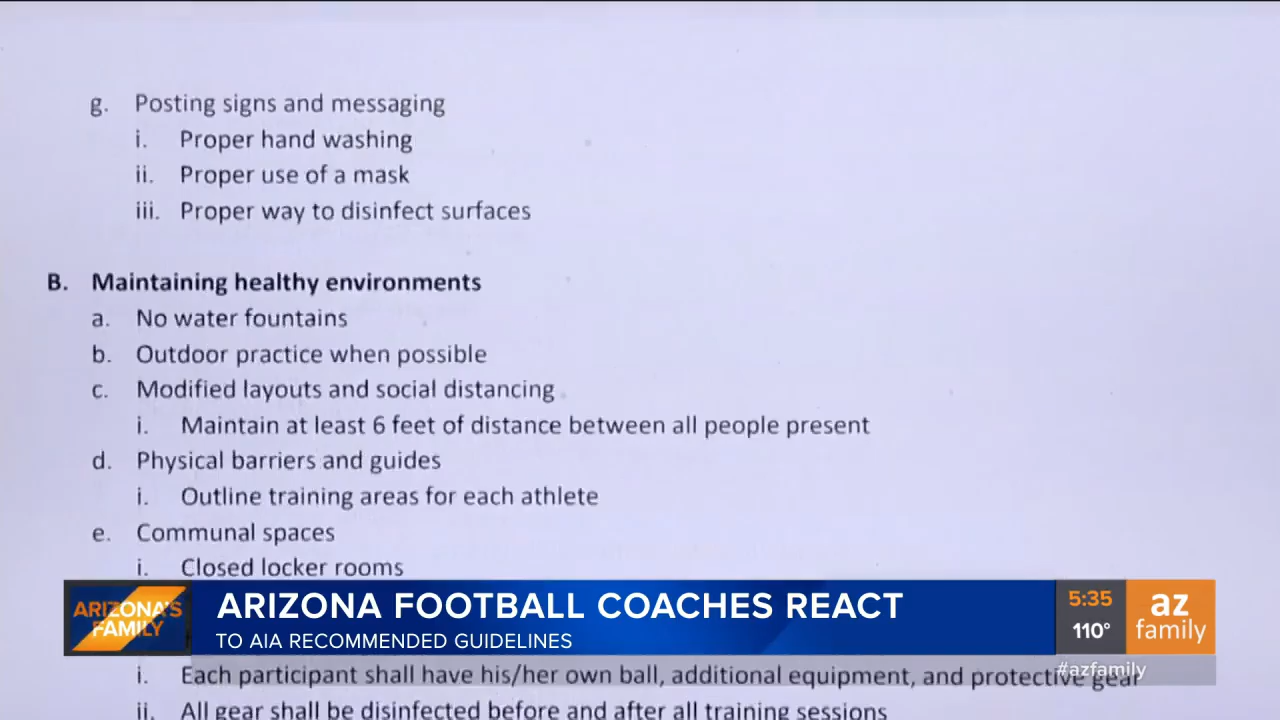 g. Posting signs and messaging
i. Proper hand washing
ii. Proper use of a mask
iii. Proper way to disinfect surfaces
B. Maintaining healthy environments
a. No water fountains
b. Outdoor practice when possible
c. Modified layouts and social distancing
i. Maintain at least 6 feet of distance between all people present
d. Physical barriers and guides
i. Outline training areas for each athlete
e. Communal spaces
i. Closed locker rooms
ARIZONA'S FAMILY
ARIZONA FOOTBALL COACHES REACT
TO AIA RECOMMENDED GUIDELINES
5:35
110°
az family
#azfamily
i. Each participant shall have his/her own ball, additional equipment, and protective gear
ii. All gear shall be disinfected before and after all training sessions